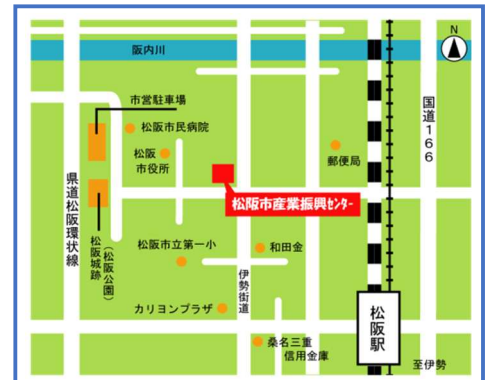 N
阪内川
市営駐車場
松阪市民病院
松阪
市役所
郵便局
国道166
県道松阪環状線
松阪市産業振興センター
松阪城跡
(松阪公園)
松阪市立第一小
和田金
伊勢街道
カリヨンプラザ
松阪駅
桑名三重
信用金庫
至伊勢